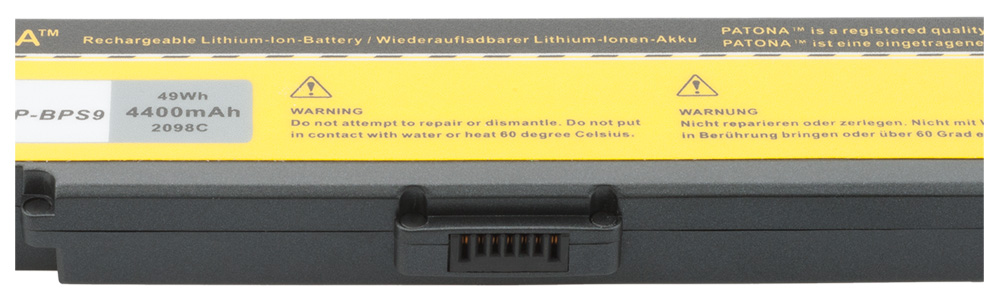 A™ Rechargeable Lithium-Ion-Battery / Wiederaufladbarer Lithium-Ionen-Akku
PATONA™ is a registered quality
PATONA™ ist eine eingetragene
P-BPS9
49Wh
4400mAh
2098C
WARNING
Do not attempt to repair or dismantle. Do not put
in contact with water or heat 60 degree Celsius.
WARNUNG
Nicht reparieren oder zerlegen. Nicht mit
in Berührung bringen oder über 60 Grad